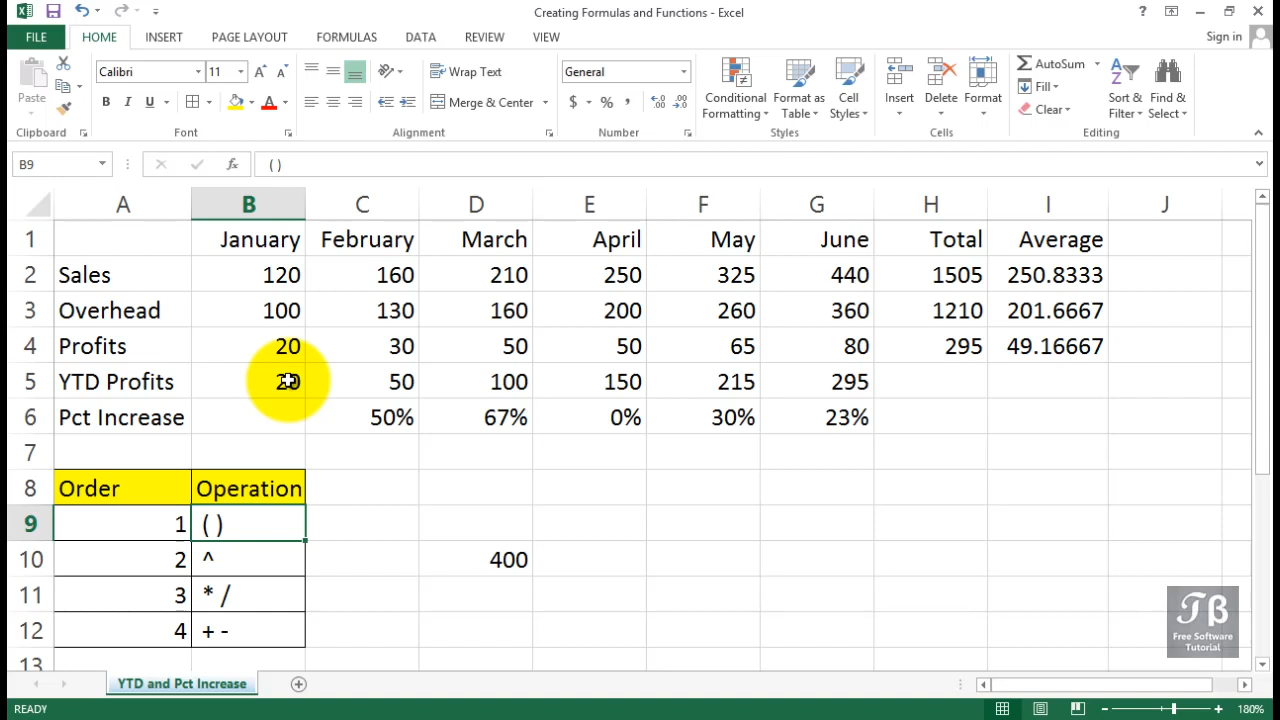 Creating Formulas and Functions - Excel
FILE HOME INSERT PAGE LAYOUT FORMULAS DATA REVIEW VIEW Sign in
Paste
Calibri 11
B I U
Wrap Text
Merge & Center
General
$ % ,
Conditional Formatting
Format as Table
Cell Styles
Insert Delete Format
AutoSum
Fill
Clear
Sort & Filter
Find & Select
Clipboard Font Alignment Number Styles Cells Editing
B9 fx ( )
A B C D E F G H I J
1 January February March April May June Total Average
2 Sales 120 160 210 250 325 440 1505 250.8333
3 Overhead 100 130 160 200 260 360 1210 201.6667
4 Profits 20 30 50 50 65 80 295 49.16667
5 YTD Profits 20 50 100 150 215 295
6 Pct Increase 50% 67% 0% 30% 23%
7
8 Order Operation
9 1 ( )
10 2 ^ 400
11 3 * /
12 4 + -
13
TB
Free Software
Tutorial
YTD and Pct Increase
READY 180%